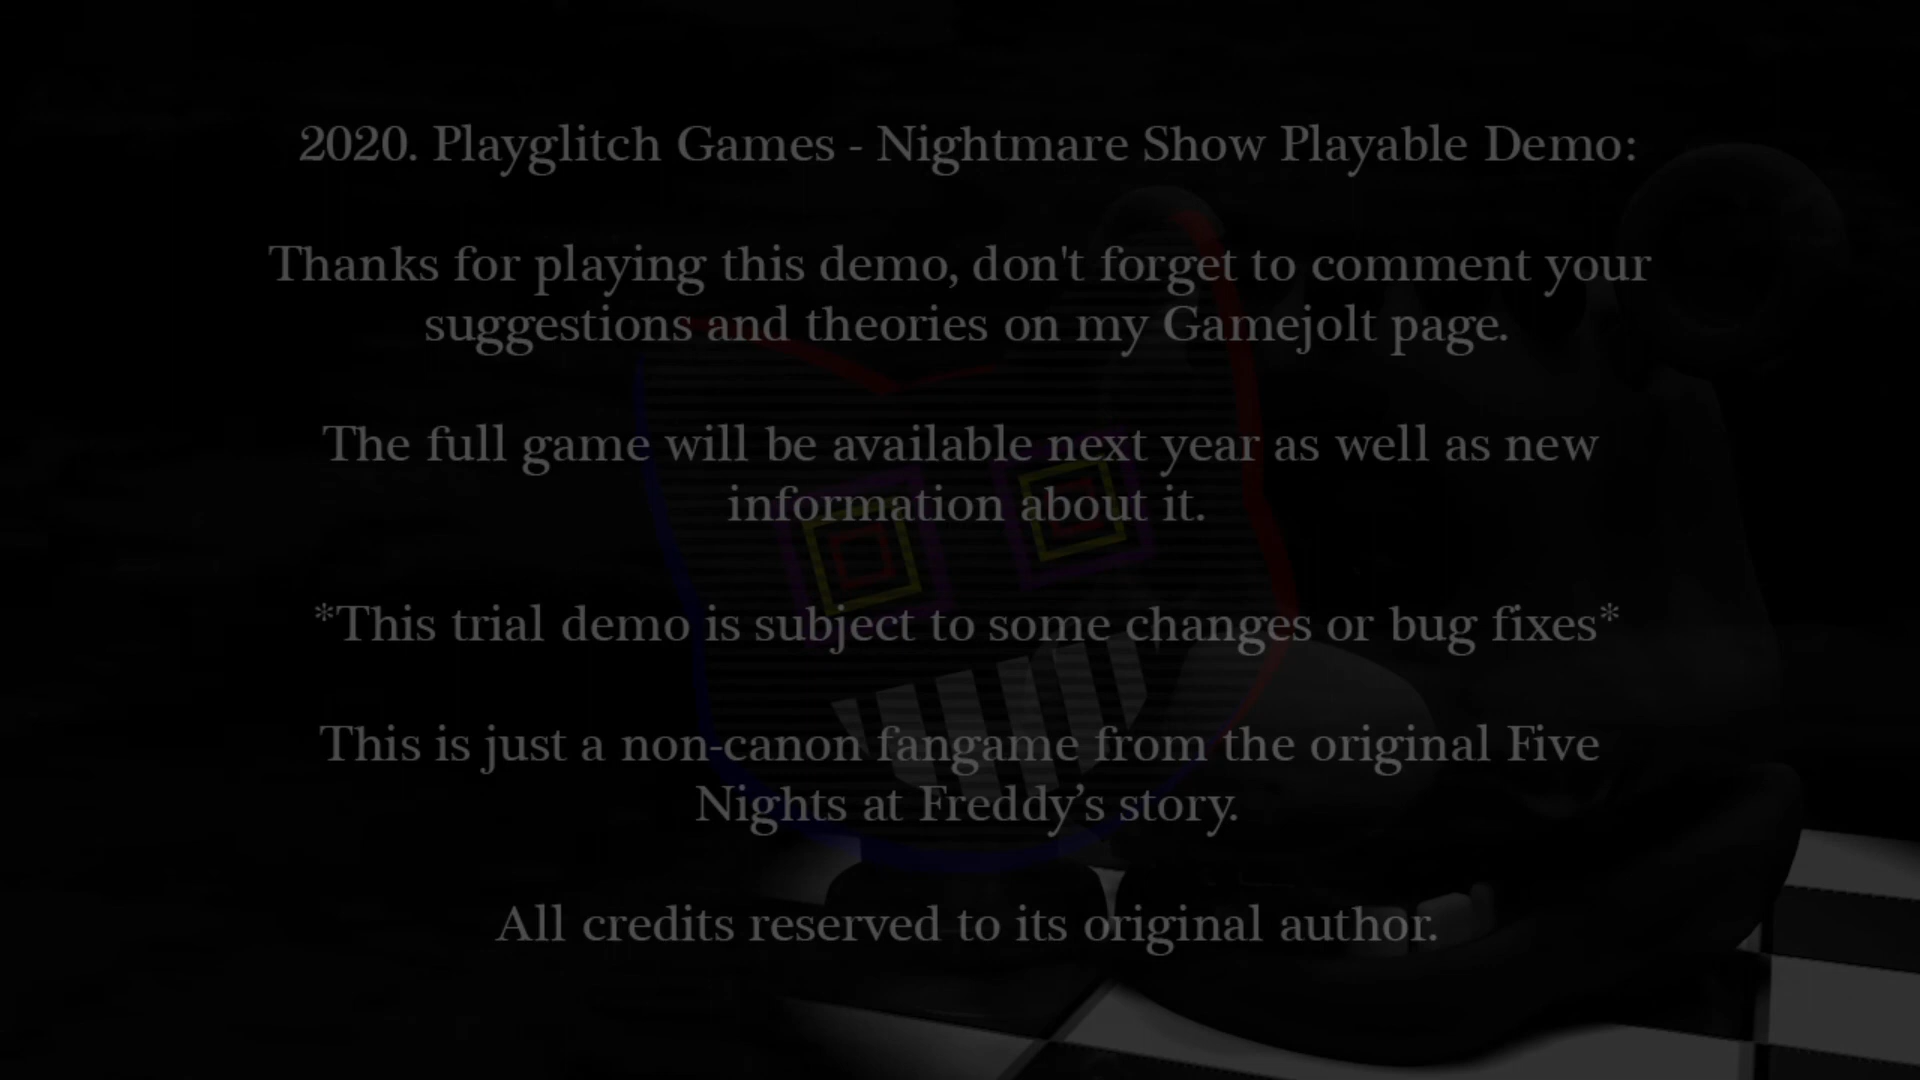 2020. Playglitch Games - Nightmare Show Playable Demo:
Thanks for playing this demo, don't forget to comment your
suggestions and theories on my Gamejolt page.
The full game will be available next year as well as new
information about it.
*This trial demo is subject to some changes or bug fixes*
This is just a non-canon fangame from the original Five
Nights at Freddy’s story.
All credits reserved to its original author.